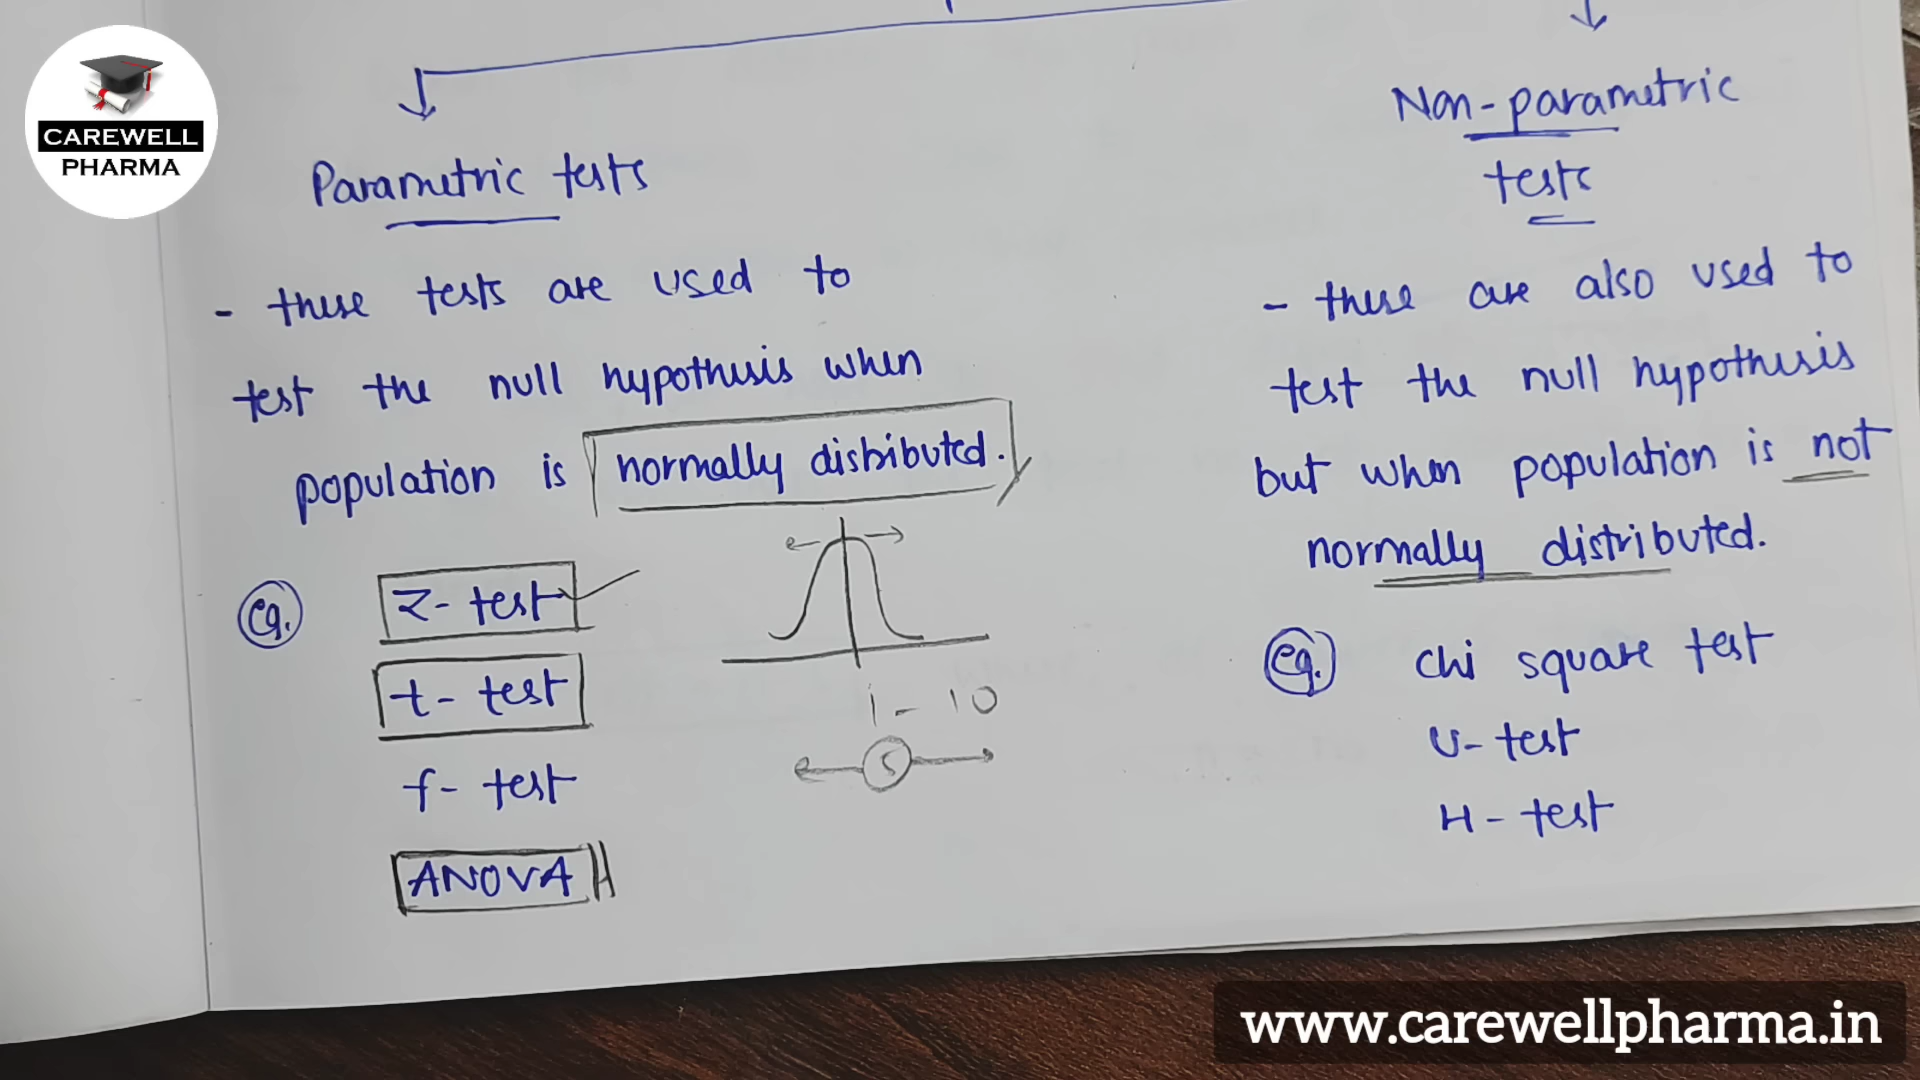 CAREWELL
PHARMA
Parametric tests
- these tests are used to
test the null hypothesis when
population is normally distributed.
eg. z- test
t- test
f- test
ANOVA
1 - 10
5
Non-parametric
tests
- these are also used to
test the null hypothesis
but when population is not
normally distributed.
eg. chi square test
U- test
H- test
www.carewellpharma.in